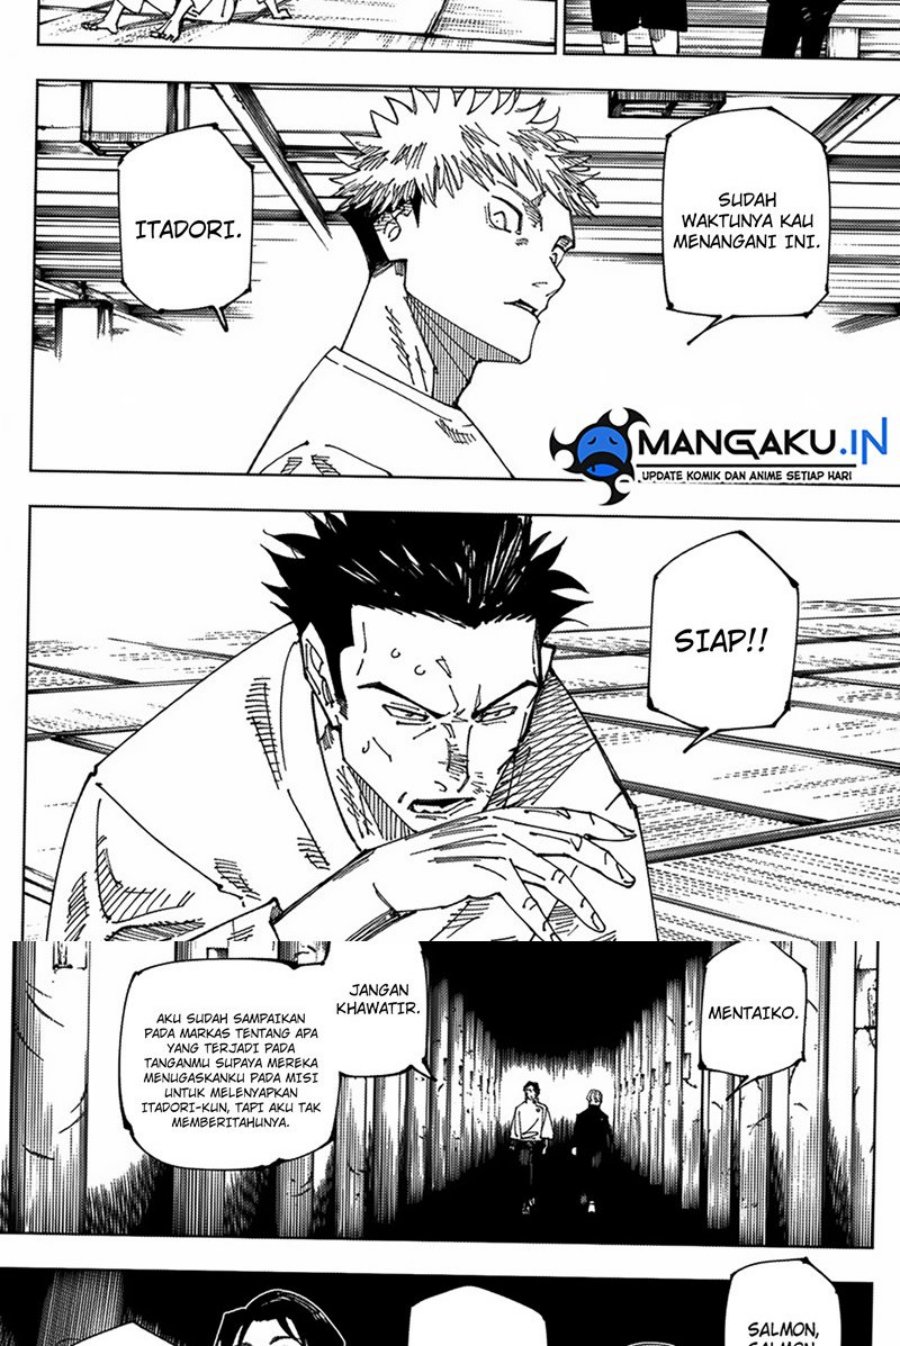 SUDAH
WAKTUNYA KAU
MENANGANI INI.
ITADORI.
MANGAKU.IN
UPDATE KOMIK DAN ANIME SETIAP HARI
SIAP!!
MENTAIKO.
JANGAN
KHAWATIR.
AKU SUDAH SAMPAIKAN
PADA MARKAS TENTANG APA
YANG TERJADI PADA
TANGANMU SUPAYA MEREKA
MENUGASKANKU PADA MISI
UNTUK MELENYAPKAN
ITADORI-KUN, TAPI AKU TAK
MEMBERITAHUNYA.
SALMON,
SALMON